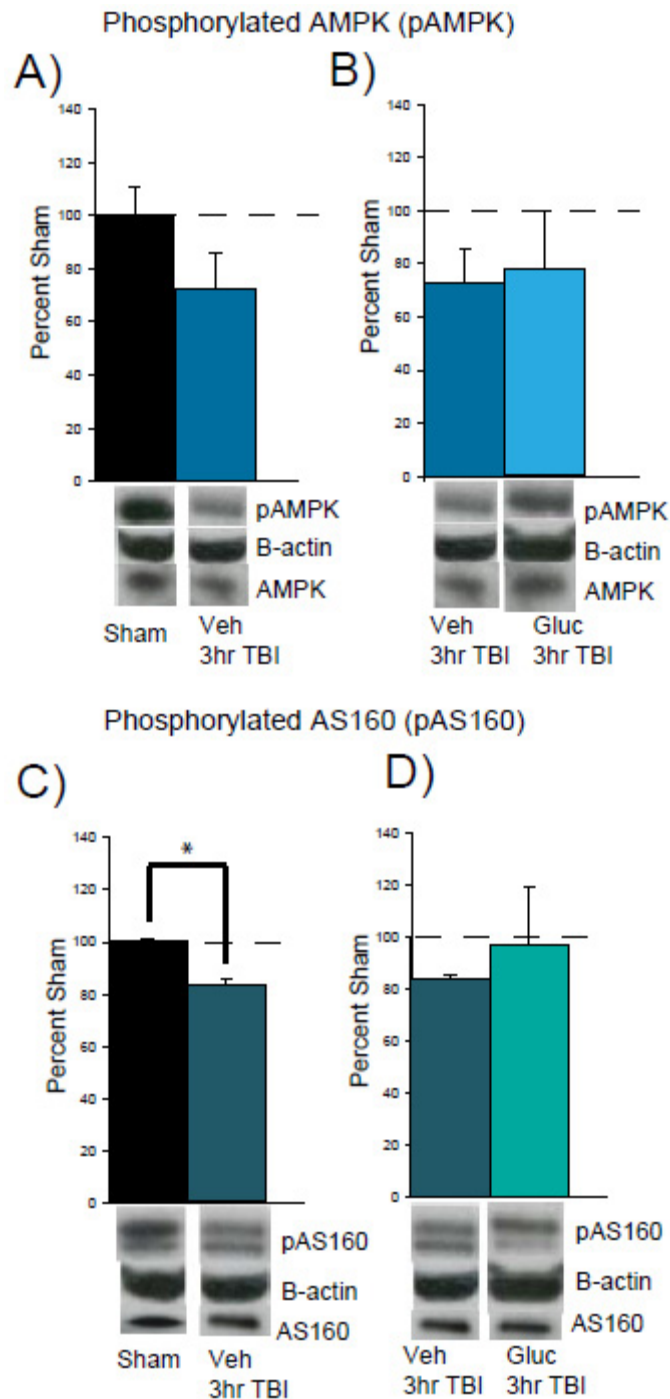 Phosphorylated AMPK (pAMPK)
A)
B)
140
120
100
80
60
40
20
0
Percent Sham
140
120
100
80
60
40
20
0
Percent Sham
pAMPK
B-actin
AMPK
pAMPK
B-actin
AMPK
Sham
Veh
3hr TBI
Veh
3hr TBI
Gluc
3hr TBI
Phosphorylated AS160 (pAS160)
C)
D)
140
120
100
80
60
40
20
0
Percent Sham
*
140
120
100
80
60
40
20
0
Percent Sham
pAS160
B-actin
AS160
pAS160
B-actin
AS160
Sham
Veh
3hr TBI
Veh
3hr TBI
Gluc
3hr TBI